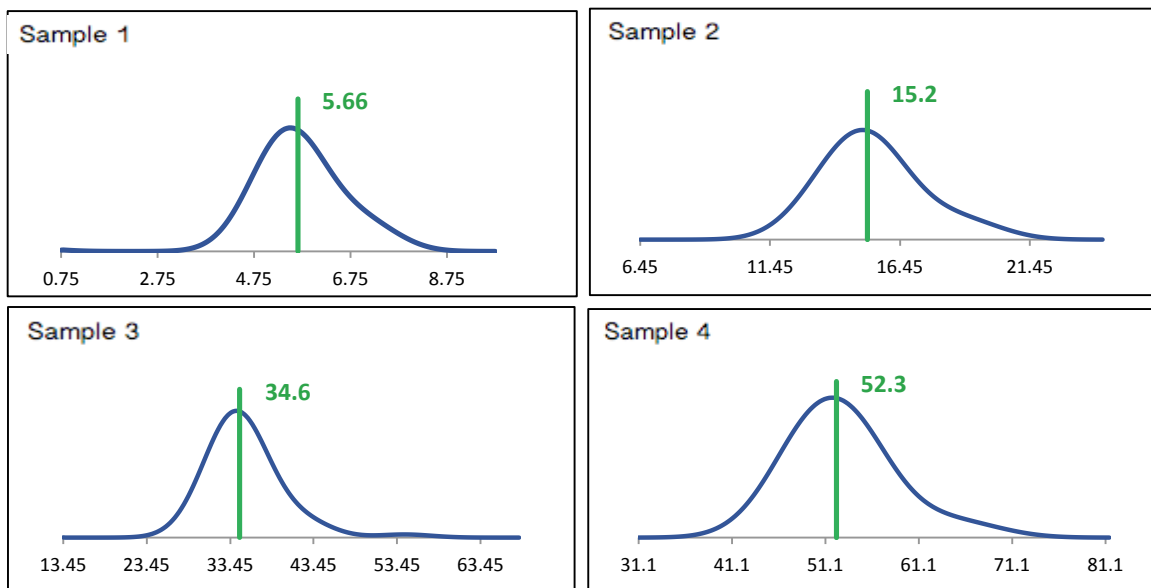 Sample 1
5.66
0.75 2.75 4.75 6.75 8.75
Sample 2
15.2
6.45 11.45 16.45 21.45
Sample 3
34.6
13.45 23.45 33.45 43.45 53.45 63.45
Sample 4
52.3
31.1 41.1 51.1 61.1 71.1 81.1